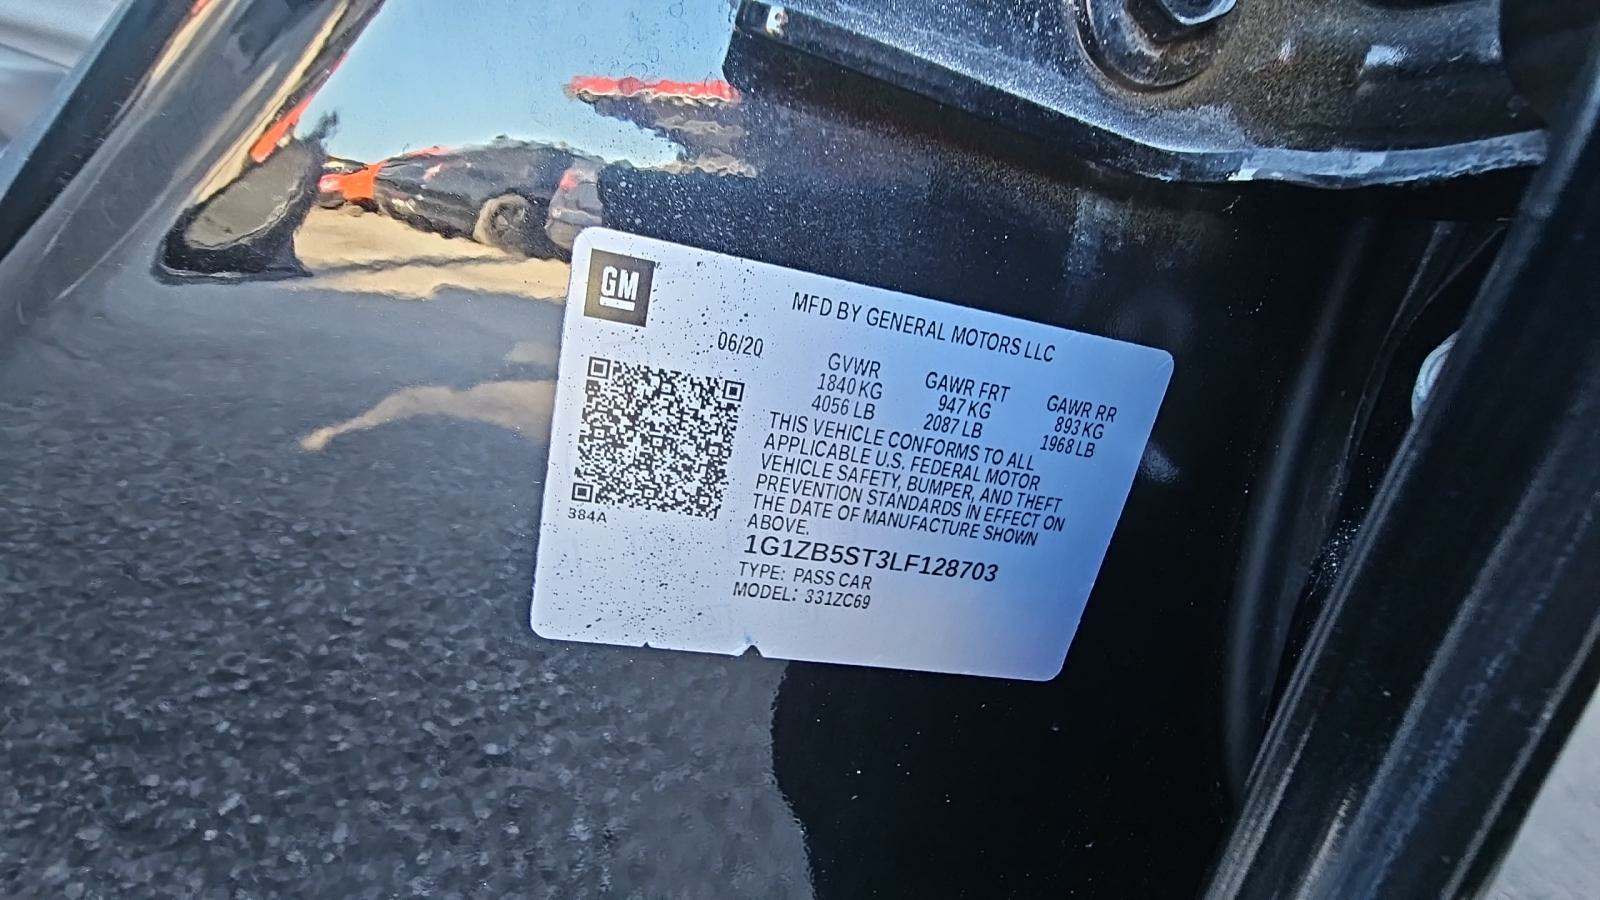 GM
MFD BY GENERAL MOTORS LLC
06/20
GVWR
1840 KG
4056 LB
GAWR FRT
947 KG
2087 LB
GAWR RR
893 KG
1968 LB
THIS VEHICLE CONFORMS TO ALL
APPLICABLE U.S. FEDERAL MOTOR
VEHICLE SAFETY, BUMPER, AND THEFT
PREVENTION STANDARDS IN EFFECT ON
THE DATE OF MANUFACTURE SHOWN
ABOVE.
384A
1G1ZB5ST3LF128703
TYPE: PASS CAR
MODEL: 331ZC69